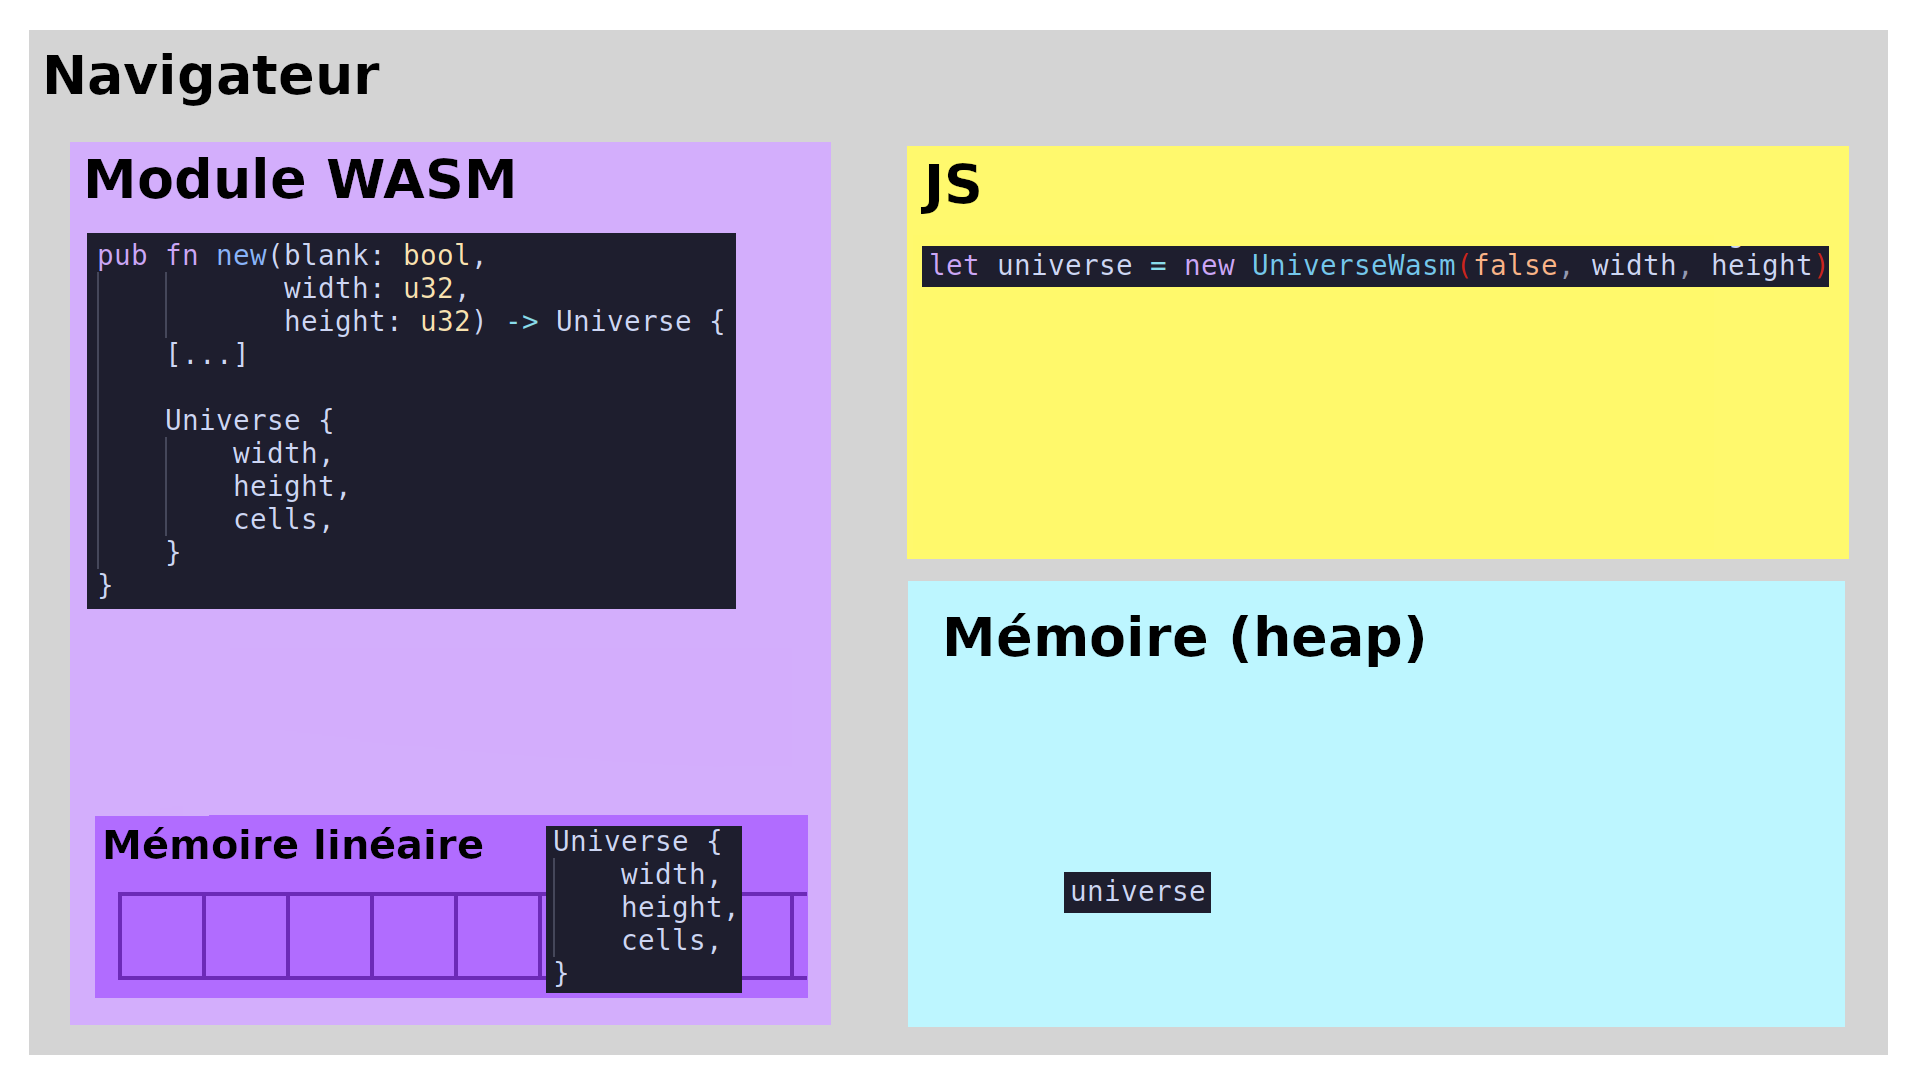 Navigateur
Module WASM
pub fn new(blank: bool,
width: u32,
height: u32) -> Universe {
[...]
Universe {
width,
height,
cells,
}
}
Mémoire linéaire
Universe {
width,
height,
cells,
}
JS
let universe = new UniverseWasm(false, width, height)
Mémoire (heap)
universe